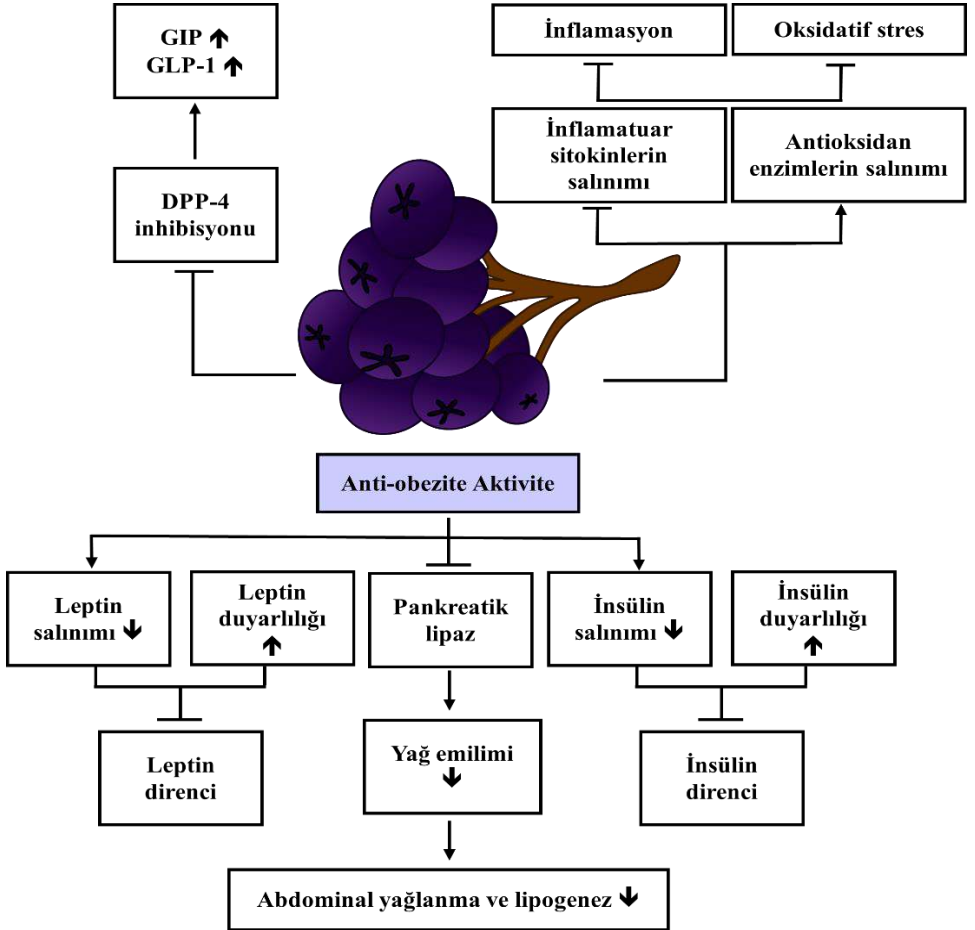 GIP 🡹
GLP-1 🡹
İnflamasyon
Oksidatif stres
DPP-4
inhibisyonu
İnflamatuar
sitokinlerin
salınımı
Antioksidan
enzimlerin salınımı
Anti-obezite Aktivite
Leptin
salınımı 🡻
Leptin
duyarlılığı
🡹
Pankreatik
lipaz
İnsülin
salınımı 🡻
İnsülin
duyarlılığı
🡹
Leptin
direnci
Yağ emilimi
🡻
İnsülin
direnci
Abdominal yağlanma ve lipogenez 🡻